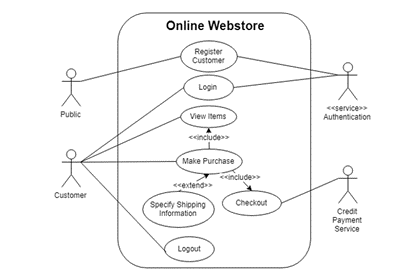 Online Webstore
Register
Customer
Login
Public
<<service>>
Authentication
View Items
<<include>>
Make Purchase
Customer
<<extend>>
<<include>>
Specify Shipping
Information
Checkout
Credit
Payment
Service
Logout